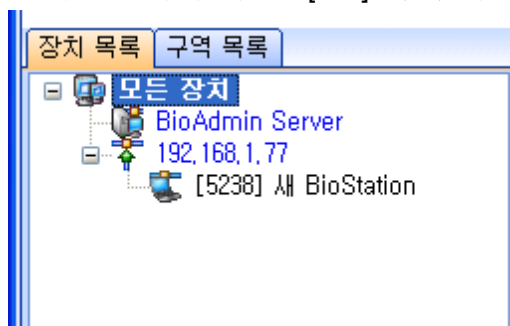 장치 목록 구역 목록
모든 장치
BioAdmin Server
192.168.1.77
[5238] 새 BioStation